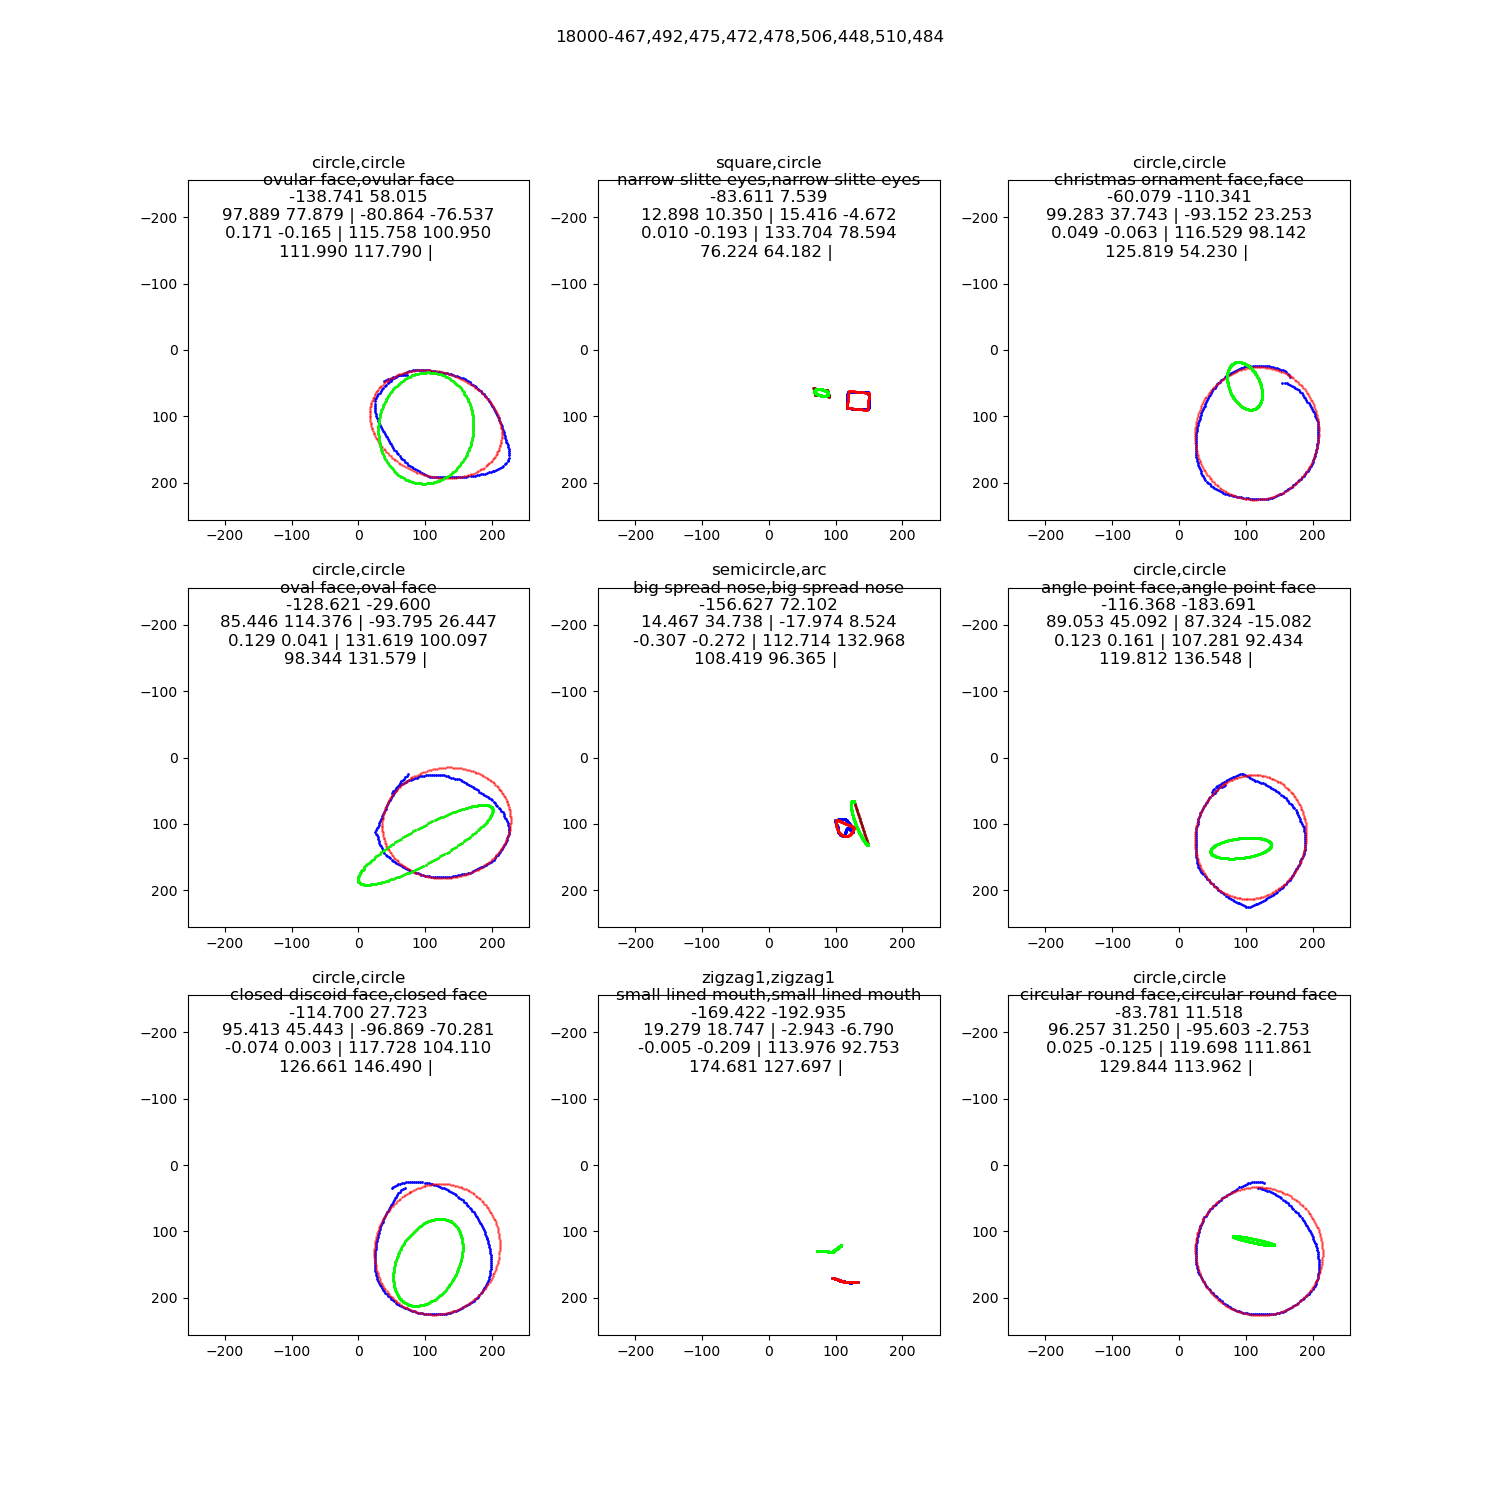 18000-467,492,475,472,478,506,448,510,484
circle,circle
ovular face,ovular face
-138.741 58.015
97.889 77.879 | -80.864 -76.537
0.171 -0.165 | 115.758 100.950
111.990 117.790 |
−200
−100
0
100
200
−200 −100 0 100 200
square,circle
narrow slitte eyes,narrow slitte eyes
-83.611 7.539
12.898 10.350 | 15.416 -4.672
0.010 -0.193 | 133.704 78.594
76.224 64.182 |
−200
−100
0
100
200
−200 −100 0 100 200
circle,circle
christmas ornament face,face
-60.079 -110.341
99.283 37.743 | -93.152 23.253
0.049 -0.063 | 116.529 98.142
125.819 54.230 |
−200
−100
0
100
200
−200 −100 0 100 200
circle,circle
oval face,oval face
-128.621 -29.600
85.446 114.376 | -93.795 26.447
0.129 0.041 | 131.619 100.097
98.344 131.579 |
−200
−100
0
100
200
−200 −100 0 100 200
semicircle,arc
big spread nose,big spread nose
-156.627 72.102
14.467 34.738 | -17.974 8.524
-0.307 -0.272 | 112.714 132.968
108.419 96.365 |
−200
−100
0
100
200
−200 −100 0 100 200
circle,circle
angle point face,angle point face
-116.368 -183.691
89.053 45.092 | 87.324 -15.082
0.123 0.161 | 107.281 92.434
119.812 136.548 |
−200
−100
0
100
200
−200 −100 0 100 200
circle,circle
closed discoid face,closed face
-114.700 27.723
95.413 45.443 | -96.869 -70.281
-0.074 0.003 | 117.728 104.110
126.661 146.490 |
−200
−100
0
100
200
−200 −100 0 100 200
zigzag1,zigzag1
small lined mouth,small lined mouth
-169.422 -192.935
19.279 18.747 | -2.943 -6.790
-0.005 -0.209 | 113.976 92.753
174.681 127.697 |
−200
−100
0
100
200
−200 −100 0 100 200
circle,circle
circular round face,circular round face
-83.781 11.518
96.257 31.250 | -95.603 -2.753
0.025 -0.125 | 119.698 111.861
129.844 113.962 |
−200
−100
0
100
200
−200 −100 0 100 200